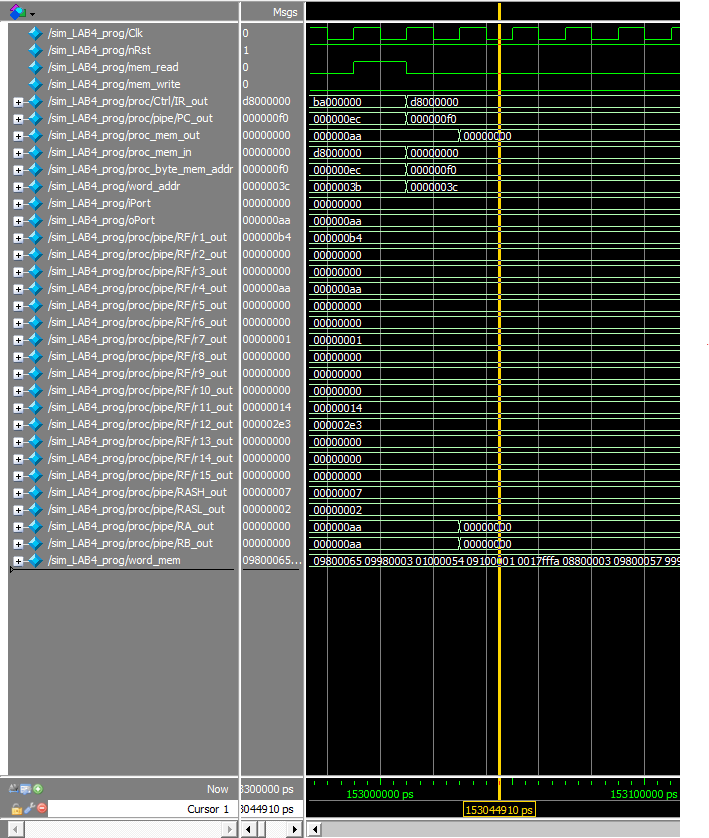 Msgs
/sim_LAB4_prog/Clk 0
/sim_LAB4_prog/nRst 1
/sim_LAB4_prog/mem_read 0
/sim_LAB4_prog/mem_write 0
/sim_LAB4_prog/proc/Ctrl/IR_out d8000000 ba000000 d8000000
/sim_LAB4_prog/proc/pipe/PC_out 000000f0 000000ec 000000f0
/sim_LAB4_prog/proc_mem_out 00000000 000000aa 00000000
/sim_LAB4_prog/proc_mem_in 00000000 d8000000 00000000
/sim_LAB4_prog/proc_byte_mem_addr 000000f0 000000ec 000000f0
/sim_LAB4_prog/word_addr 0000003c 0000003b 0000003c
/sim_LAB4_prog/iPort 00000000 00000000
/sim_LAB4_prog/oPort 000000aa 000000aa
/sim_LAB4_prog/proc/pipe/RF/r1_out 000000b4 000000b4
/sim_LAB4_prog/proc/pipe/RF/r2_out 00000000 00000000
/sim_LAB4_prog/proc/pipe/RF/r3_out 00000000 00000000
/sim_LAB4_prog/proc/pipe/RF/r4_out 000000aa 000000aa
/sim_LAB4_prog/proc/pipe/RF/r5_out 00000000 00000000
/sim_LAB4_prog/proc/pipe/RF/r6_out 00000000 00000000
/sim_LAB4_prog/proc/pipe/RF/r7_out 00000001 00000001
/sim_LAB4_prog/proc/pipe/RF/r8_out 00000000 00000000
/sim_LAB4_prog/proc/pipe/RF/r9_out 00000000 00000000
/sim_LAB4_prog/proc/pipe/RF/r10_out 00000000 00000000
/sim_LAB4_prog/proc/pipe/RF/r11_out 00000014 00000014
/sim_LAB4_prog/proc/pipe/RF/r12_out 000002e3 000002e3
/sim_LAB4_prog/proc/pipe/RF/r13_out 00000000 00000000
/sim_LAB4_prog/proc/pipe/RF/r14_out 00000000 00000000
/sim_LAB4_prog/proc/pipe/RF/r15_out 00000000 00000000
/sim_LAB4_prog/proc/pipe/RASH_out 00000007 00000007
/sim_LAB4_prog/proc/pipe/RASL_out 00000002 00000002
/sim_LAB4_prog/proc/pipe/RA_out 00000000 000000aa 00000000
/sim_LAB4_prog/proc/pipe/RB_out 00000000 000000aa 00000000
/sim_LAB4_prog/word_mem 09800065... 09800065 09980003 01000054 09100001 0017fffa 08800003 09800057 999
Now 3300000 ps 153000000 ps 153100000 ps
Cursor 1 153044910 ps 153044910 ps